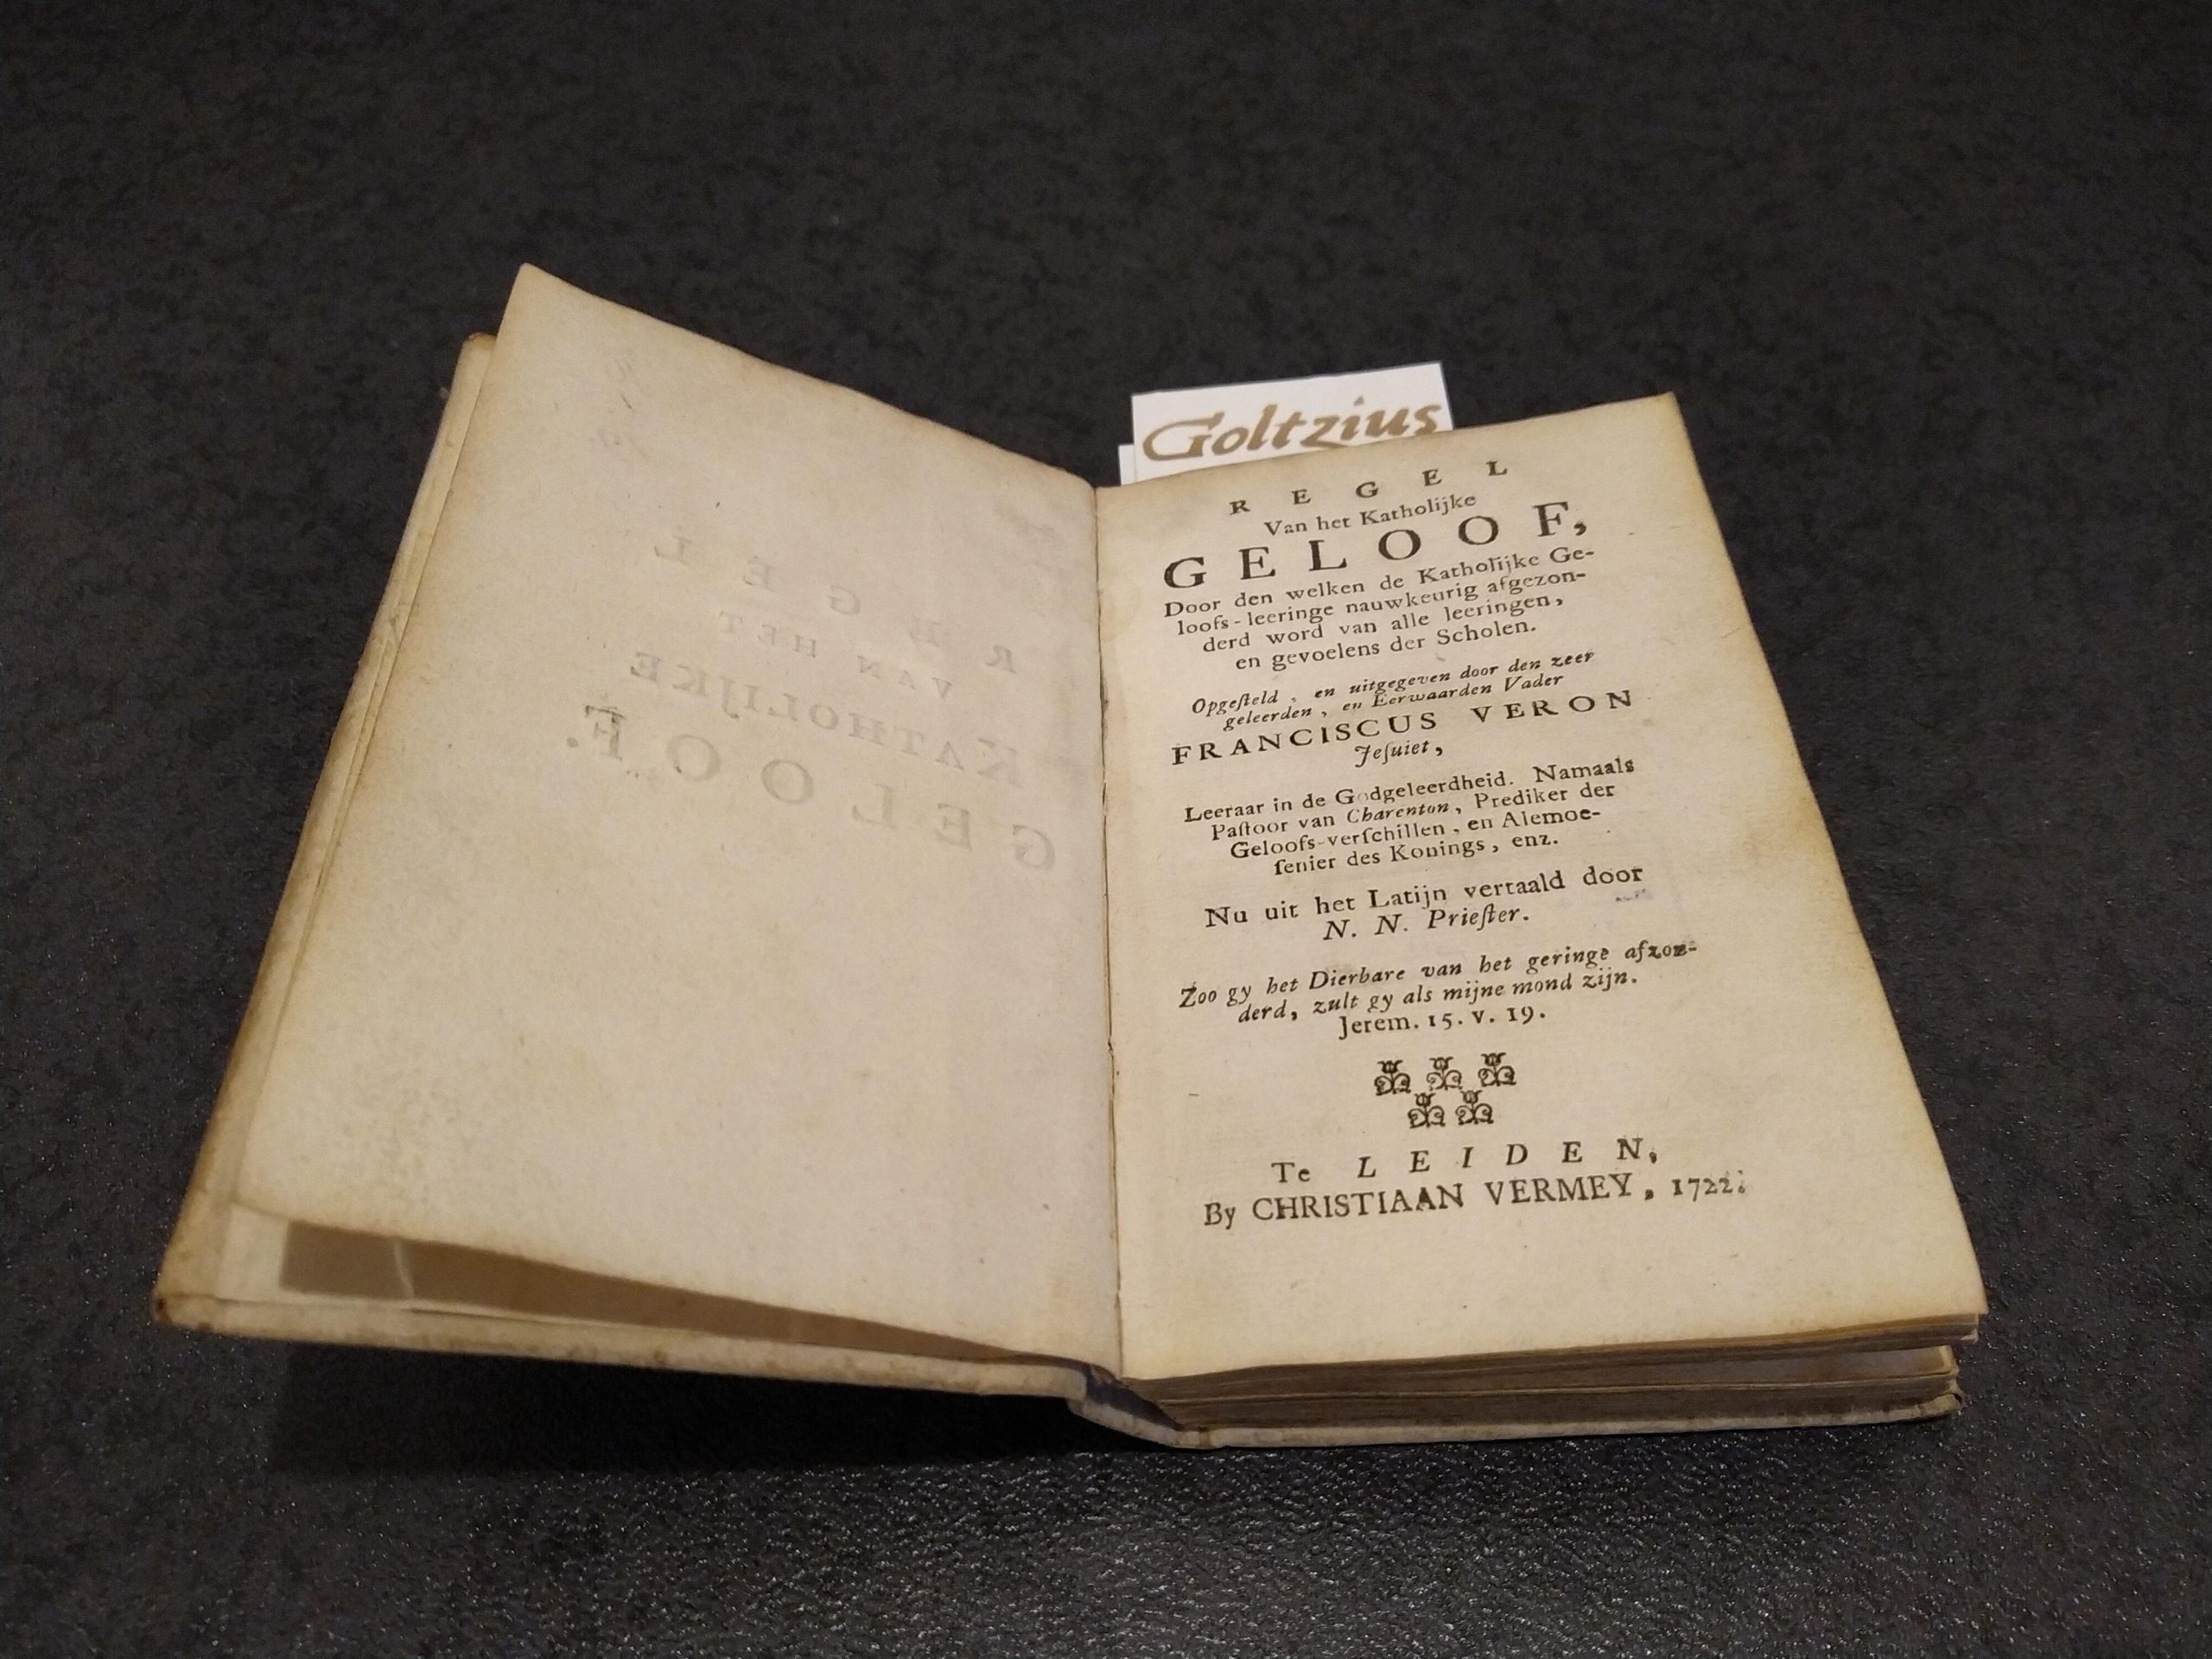 Goltzius
R E G E L
VAN HET
KATHOLIJKE
G E L O O F.
R E G E L
Van het Katholijke
G E L O O F,
Door den welken de Katholijke Ge-
loofs-leeringe nauwkeurig afgezon-
derd word van alle leeringen,
en gevoelens der Scholen.
Opgeſteld, en uitgegeven door den zeer
geleerden, en Eerwaarden Vader
FRANCISCUS VERON
Jeſuiet,
Leeraar in de Godgeleerdheid. Namaals
Paſtoor van Charenton, Prediker der
Geloofs-verſchillen, en Alemoe-
ſenier des Konings, enz.
Nu uit het Latijn vertaald door
N. N. Prieſter.
Zoo gy het Dierbare van het geringe afzon-
derd, zult gy als mijne mond zijn.
Jerem. 15. v. 19.
Te L E I D E N,
By CHRISTIAAN VERMEY, 1722.